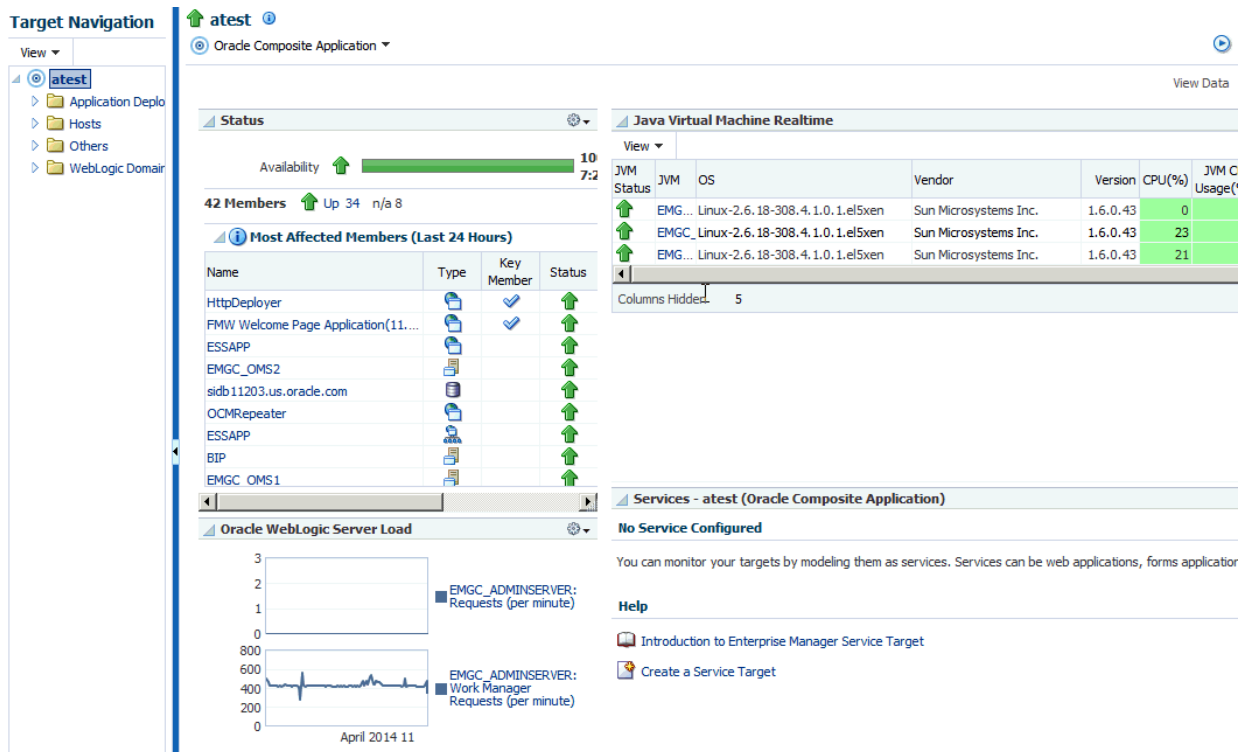 Target Navigation
View
atest
Application Deplo
Hosts
Others
WebLogic Domair
atest
Oracle Composite Application
View Data
Status
Availability
10
7:2
42 Members Up 34 n/a 8
Most Affected Members (Last 24 Hours)
Name Type Key Member Status
HttpDeployer
FMW Welcome Page Application(11....
ESSAPP
EMGC_OMS2
sidb11203.us.oracle.com
OCMRepeater
ESSAPP
BIP
EMGC_OMS1
Oracle WebLogic Server Load
3
2
1
0
EMGC_ADMINSERVER:
Requests (per minute)
800
600
400
200
0
EMGC_ADMINSERVER:
Work Manager
Requests (per minute)
April 2014 11
Java Virtual Machine Realtime
View
JVM Status JVM OS Vendor Version CPU(%) JVM C
Usage(%
EMG... Linux-2.6.18-308.4.1.0.1.el5xen Sun Microsystems Inc. 1.6.0.43 0
EMGC_ Linux-2.6.18-308.4.1.0.1.el5xen Sun Microsystems Inc. 1.6.0.43 23
EMG... Linux-2.6.18-308.4.1.0.1.el5xen Sun Microsystems Inc. 1.6.0.43 21
Columns Hidden 5
Services - atest (Oracle Composite Application)
No Service Configured
You can monitor your targets by modeling them as services. Services can be web applications, forms application
Help
Introduction to Enterprise Manager Service Target
Create a Service Target